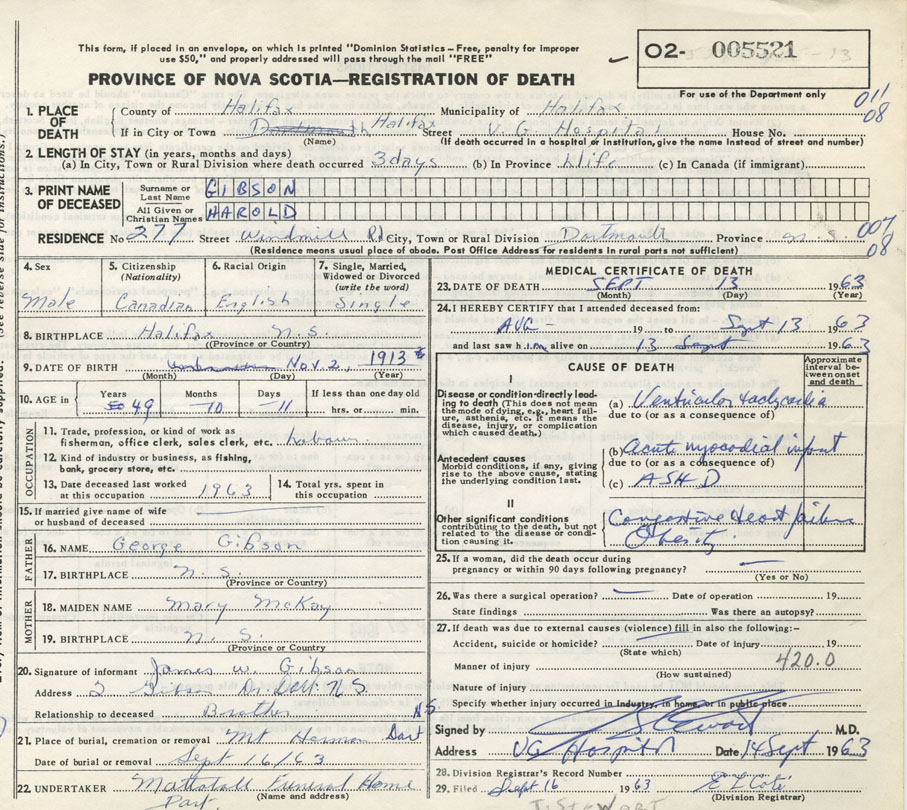 This form, if placed in an envelope, on which is printed "Dominion Statistics – Free, penalty for improper
use $50," and properly addressed will pass through the mail "FREE"
O2- 005521
PROVINCE OF NOVA SCOTIA—REGISTRATION OF DEATH
For use of the Department only
011
08
1. PLACE OF DEATH
County of Halifax Municipality of Halifax
If in City or Town Dartmouth Halifax Street V. G. Hospital House No.
(Name) (If death occurred in a hospital or institution, give the name instead of street and number)
2. LENGTH OF STAY (in years, months and days)
(a) In City, Town or Rural Division where death occurred 3 days (b) In Province Life (c) In Canada (if immigrant)
3. PRINT NAME OF DECEASED
Surname or Last Name GIBSON
All Given or Christian Names HAROLD
007
08
RESIDENCE No 277 Street Windmill Rd City, Town or Rural Division Dartmouth Province N. S.
(Residence means usual place of abode. Post Office Address for residents in rural parts not sufficient)
4. Sex
Male
5. Citizenship
(Nationality)
Canadian
6. Racial Origin
English
7. Single, Married,
Widowed or Divorced
(write the word)
Single
8. BIRTHPLACE Halifax N. S.
(Province or Country)
9. DATE OF BIRTH Nov 2, 1913
(Month) (Day) (Year)
10. AGE in
Years 49
Months 10
Days 11
If less than one day old
hrs. or min.
OCCUPATION
11. Trade, profession, or kind of work as
fisherman, office clerk, sales clerk, etc. Labour
12. Kind of industry or business, as fishing,
bank, grocery store, etc.
13. Date deceased last worked
at this occupation 1963
14. Total yrs. spent in
this occupation
15. If married give name of wife
or husband of deceased
FATHER
16. NAME George Gibson
17. BIRTHPLACE N. S.
(Province or Country)
MOTHER
18. MAIDEN NAME Mary McKay
19. BIRTHPLACE N. S.
(Province or Country)
20. Signature of informant James W. Gibson
Address 2 Gibson Dr. Dart. N S.
Relationship to deceased Brother
N S.
21. Place of burial, cremation or removal Mt Hermon Dart
Date of burial or removal Sept 16/63
22. UNDERTAKER Mattatall Funeral Home
(Name and address)
Dart.
MEDICAL CERTIFICATE OF DEATH
23. DATE OF DEATH SEPT 13 1963
(Month) (Day) (Year)
24. I HEREBY CERTIFY that I attended deceased from:
AUG – 19 to Sept 13 1963
and last saw him alive on 13 Sept 1963
CAUSE OF DEATH
Approximate interval between onset and death
I
Disease or condition directly leading
to death (This does not mean
the mode of dying, e.g., heart failure,
asthenia, etc. It means the
disease, injury, or complication
which caused death.)
(a) Ventricular tachycardia
due to (or as a consequence of)
Antecedent causes
Morbid conditions, if any, giving
rise to the above cause, stating
the underlying condition last.
(b) Acute myocardial infarct
due to (or as a consequence of)
(c) ASHD
II
Other significant conditions
contributing to the death, but not
related to the disease or condition
causing it.
Congestive Heart failure
Obesity
25. If a woman, did the death occur during
pregnancy or within 90 days following pregnancy?
(Yes or No)
26. Was there a surgical operation? Date of operation 19
State findings Was there an autopsy?
27. If death was due to external causes (violence) fill in also the following:–
Accident, suicide or homicide? Date of injury 19
(State which)
420.0
Manner of injury
(How sustained)
Nature of injury
Specify whether injury occurred in industry, in home, or in public place
Signed by Stewart M.D.
Address VG Hospital Date 14 Sept 1963
28. Division Registrar's Record Number
29. Filed Sept 16 1963 E L Coté
(Division Registrar)
J. STEWART